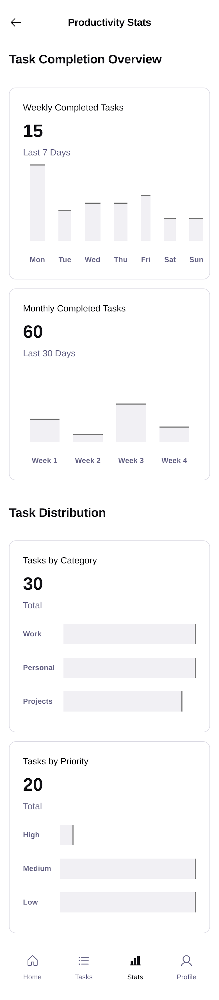 Productivity Stats
Task Completion Overview
Weekly Completed Tasks
15
Last 7 Days
Mon Tue Wed Thu Fri Sat Sun
Monthly Completed Tasks
60
Last 30 Days
Week 1 Week 2 Week 3 Week 4
Task Distribution
Tasks by Category
30
Total
Work
Personal
Projects
Tasks by Priority
20
Total
High
Medium
Low
Home Tasks Stats Profile